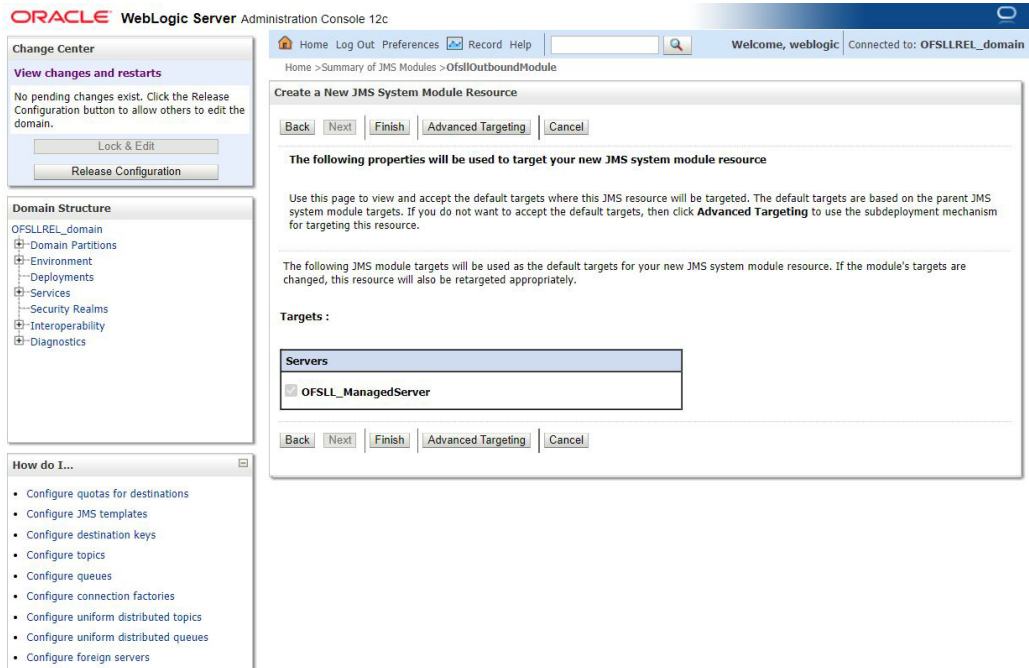 ORACLE WebLogic Server Administration Console 12c
Change Center
View changes and restarts
No pending changes exist. Click the Release
Configuration button to allow others to edit the
domain.
Lock & Edit
Release Configuration
Domain Structure
OFSLLREL_domain
Domain Partitions
Environment
Deployments
Services
Security Realms
Interoperability
Diagnostics
How do I...
Configure quotas for destinations
Configure JMS templates
Configure destination keys
Configure topics
Configure queues
Configure connection factories
Configure uniform distributed topics
Configure uniform distributed queues
Configure foreign servers
Home Log Out Preferences Record Help
Welcome, weblogic Connected to: OFSLLREL_domain
Home >Summary of JMS Modules >OfsllOutboundModule
Create a New JMS System Module Resource
Back Next Finish Advanced Targeting Cancel
The following properties will be used to target your new JMS system module resource
Use this page to view and accept the default targets where this JMS resource will be targeted. The default targets are based on the parent JMS
system module targets. If you do not want to accept the default targets, then click Advanced Targeting to use the subdeployment mechanism
for targeting this resource.
The following JMS module targets will be used as the default targets for your new JMS system module resource. If the module's targets are
changed, this resource will also be retargeted appropriately.
Targets :
Servers
OFSLL_ManagedServer
Back Next Finish Advanced Targeting Cancel